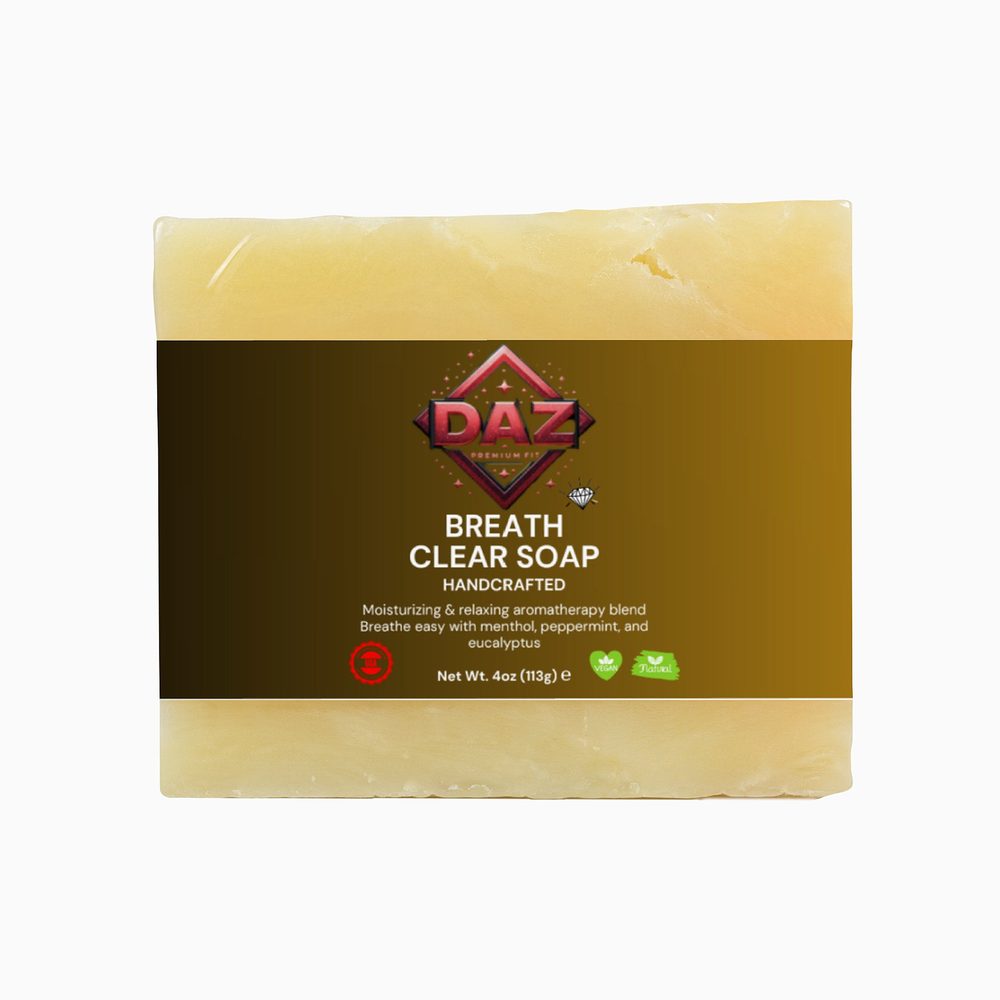 DAZ
PREMIUM FIT
BREATH
CLEAR SOAP
HANDCRAFTED
Moisturizing & relaxing aromatherapy blend
Breathe easy with menthol, peppermint, and
eucalyptus
Net Wt. 4oz (113g) ℮
VEGAN
Natural